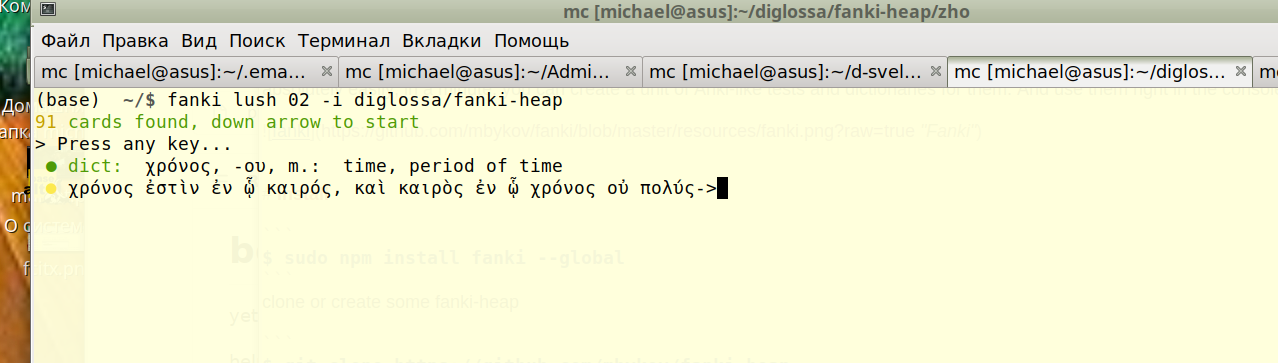 mc [michael@asus]:~/diglossa/fanki-heap/zho
Файл Правка Вид Поиск Терминал Вкладки Помощь
mc [michael@asus]:~/.ema... mc [michael@asus]:~/Admi... mc [michael@asus]:~/d-svel... mc [michael@asus]:~/diglos...
(base) ~/$ fanki lush 02 -i diglossa/fanki-heap
91 cards found, down arrow to start
> Press any key...
● dict: χρόνος, -ου, m.: time, period of time
● χρόνος ἐστὶν ἐν ᾧ καιρός, καὶ καιρὸς ἐν ᾧ χρόνος οὐ πολύς->
$ sudo npm install fanki --global
clone or create some fanki-heap